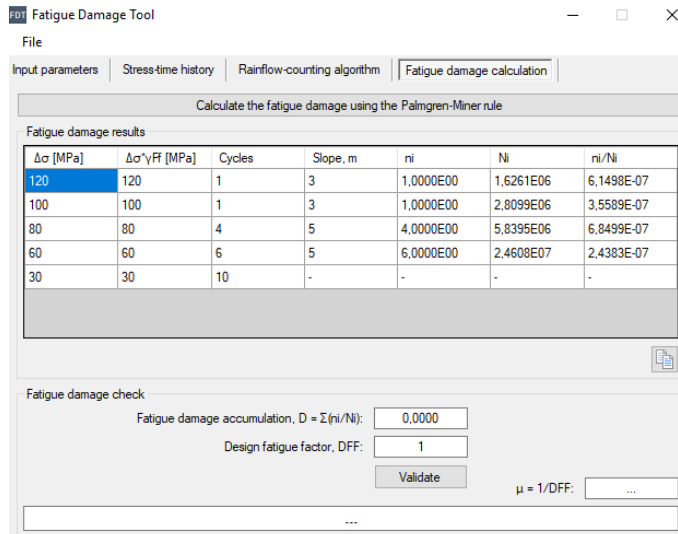 FDT Fatigue Damage Tool
File
Input parameters Stress-time history Rainflow-counting algorithm Fatigue damage calculation
Calculate the fatigue damage using the Palmgren-Miner rule
Fatigue damage results
Δσ [MPa] Δσ*γFf [MPa] Cycles Slope, m ni Ni ni/Ni
120 120 1 3 1,0000E00 1,6261E06 6,1498E-07
100 100 1 3 1,0000E00 2,8099E06 3,5589E-07
80 80 4 5 4,0000E00 5,8395E06 6,8499E-07
60 60 6 5 6,0000E00 2,4608E07 2,4383E-07
30 30 10 - - - -
Fatigue damage check
Fatigue damage accumulation, D = Σ(ni/Ni): 0,0000
Design fatigue factor, DFF: 1
Validate
μ = 1/DFF: ...
---